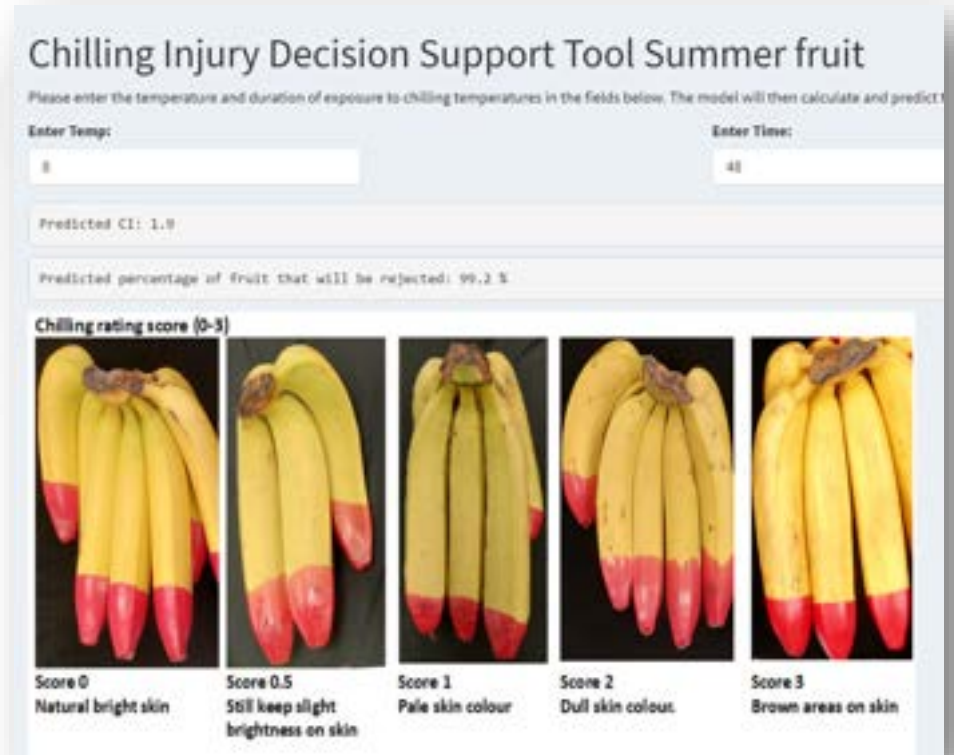 Chilling Injury Decision Support Tool Summer fruit
Please enter the temperature and duration of exposure to chilling temperatures in the fields below. The model will then calculate and predict
Enter Temp:
Enter Time:
Predicted CI:
Predicted percentage of fruit that will be rejected: 99.2 %
Chilling rating score (0-3)
Score 0
Natural bright skin
Score 0.5
Still keep slight
brightness on skin
Score 1
Pale skin colour
Score 2
Dull skin colour.
Score 3
Brown areas on skin